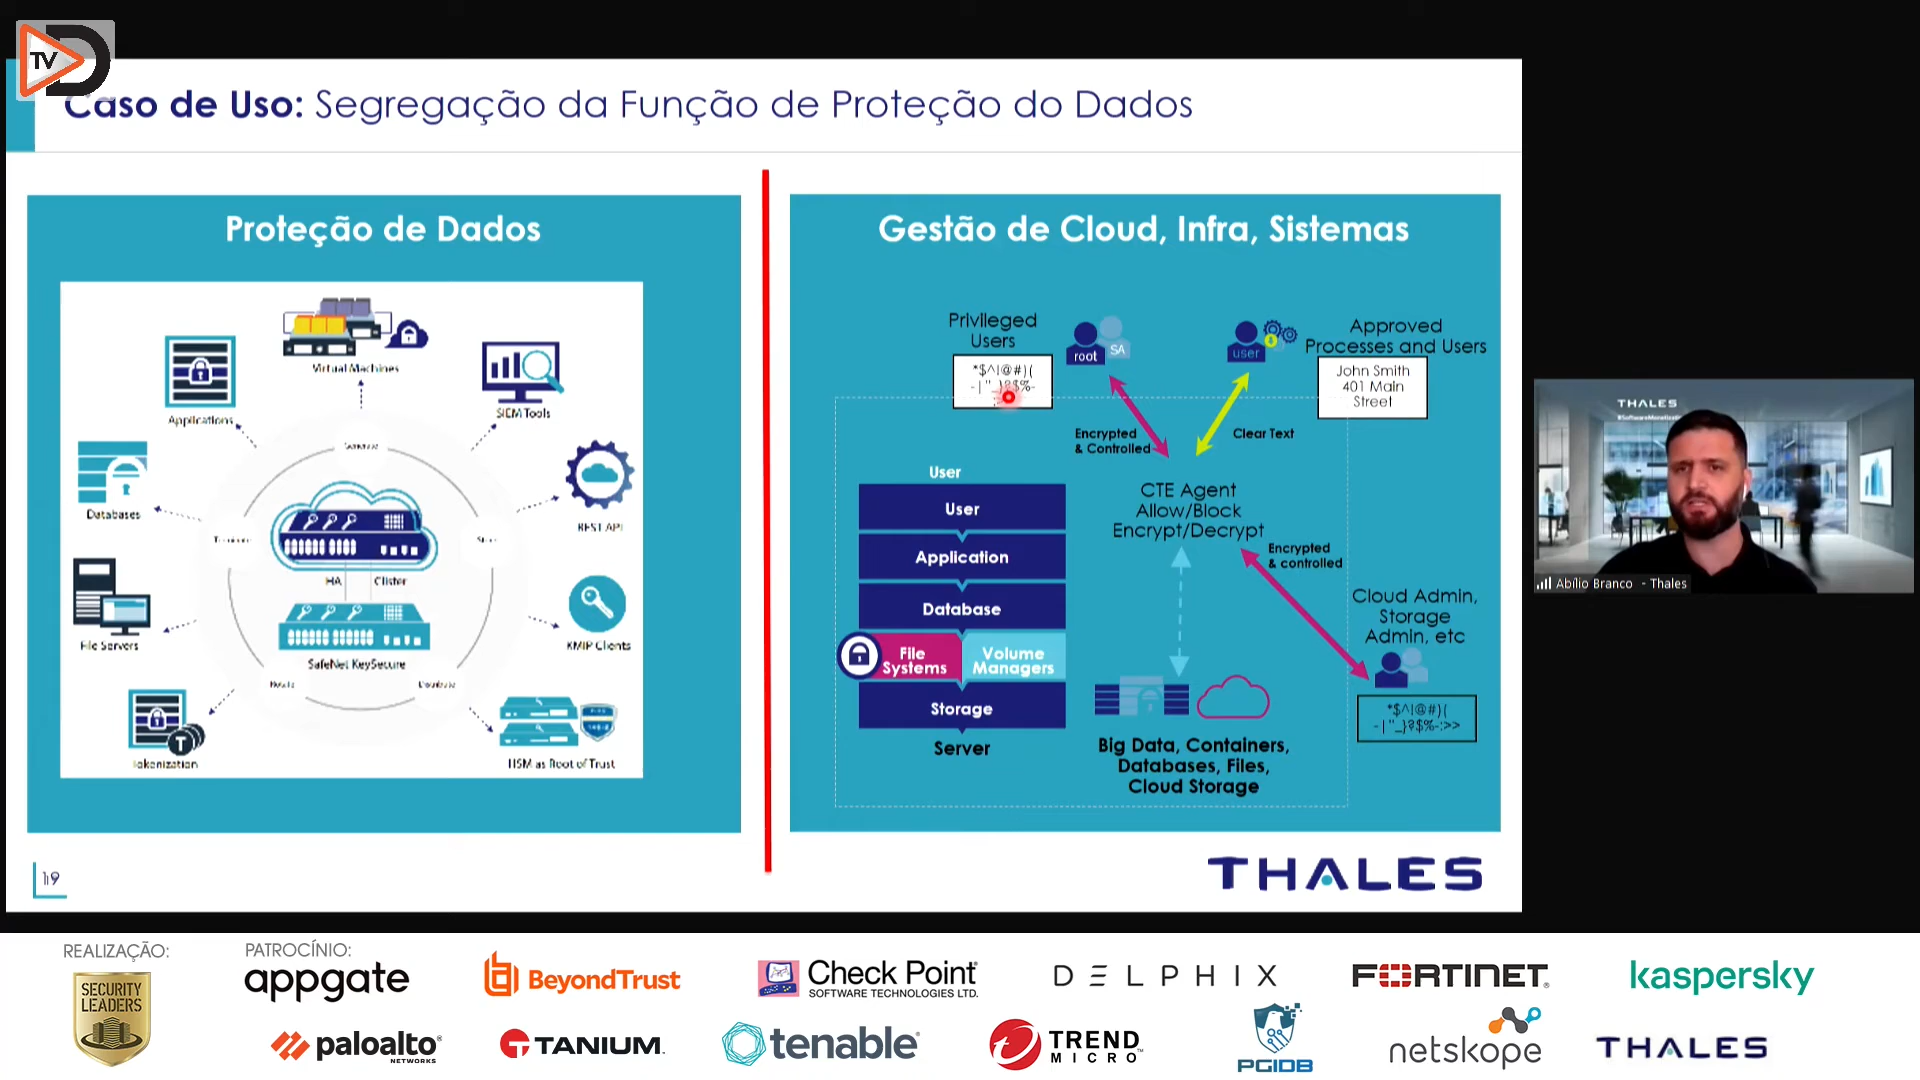 TV D
Caso de Uso: Segregação da Função de Proteção do Dados
Proteção de Dados
Virtual Machines
Applications
SIEM Tools
Generate
Databases
REST API
Terminate
Store
HA Cluster
File Servers
KMIP Clients
SafeNet KeySecure
Rotate
Distribute
Tokenization
T
HSM as Root of Trust
Gestão de Cloud, Infra, Sistemas
Privileged
Users
root
SA
user
Approved
Processes and Users
*$^!@#)(
John Smith
401 Main
Street
Encrypted
& Controlled
Clear Text
User
User
Application
Database
File
Systems
Volume
Managers
Storage
Server
CTE Agent
Allow/Block
Encrypt/Decrypt
Encrypted
& controlled
Cloud Admin,
Storage
Admin, etc
*$^!@#)(
-|"_}?$%-:>>
Big Data, Containers,
Databases, Files,
Cloud Storage
19
THALES
THALES
Abílio Branco - Thales
REALIZAÇÃO:
SECURITY
LEADERS
PATROCÍNIO:
appgate
BeyondTrust
Check Point
SOFTWARE TECHNOLOGIES LTD.
DELPHIX
FORTINET
kaspersky
paloalto
NETWORKS
TANIUM
tenable
TREND
MICRO
PGIDB
netskope
THALES